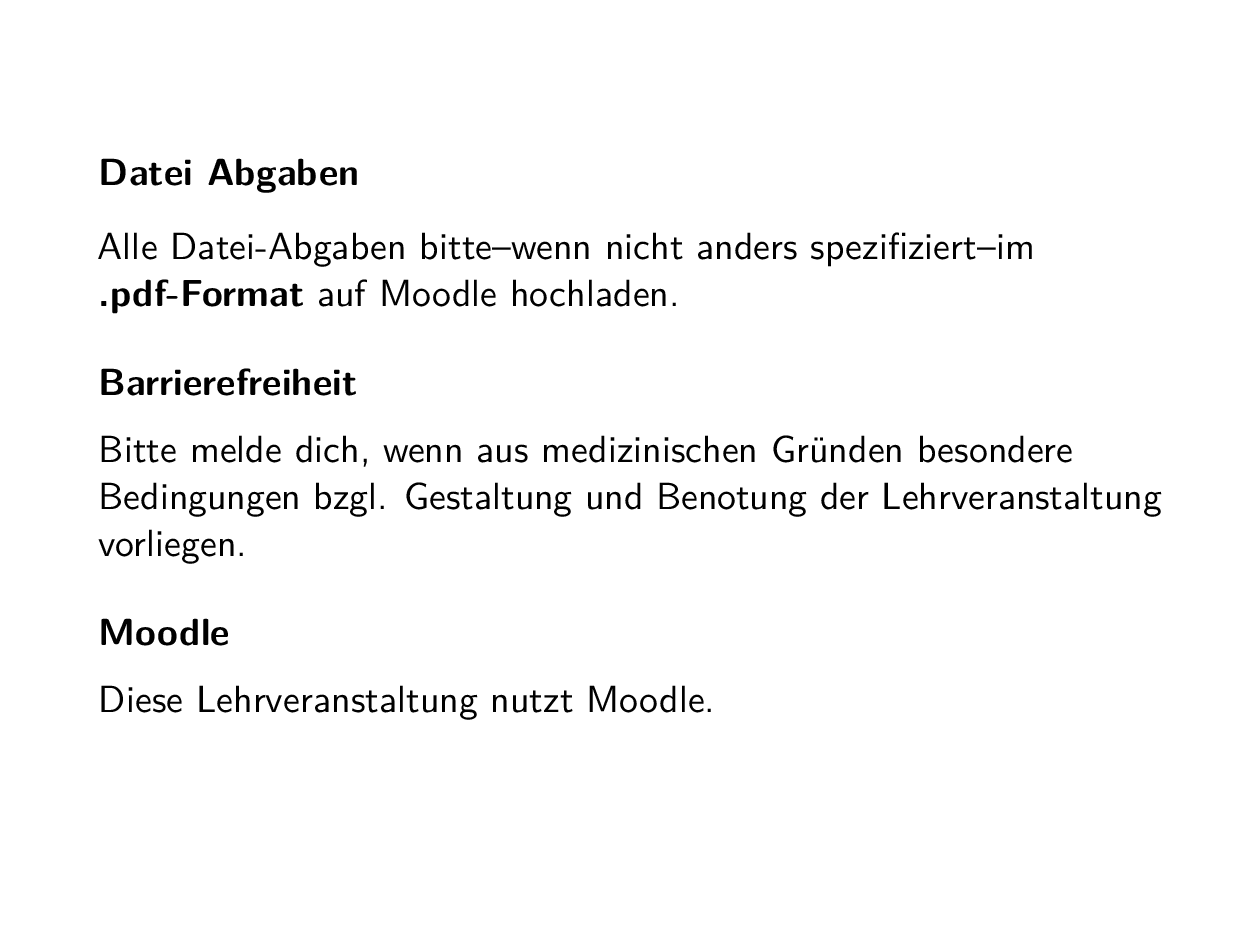 Datei Abgaben
Alle Datei-Abgaben bitte–wenn nicht anders spezifiziert–im
.pdf-Format auf Moodle hochladen.
Barrierefreiheit
Bitte melde dich, wenn aus medizinischen Gründen besondere
Bedingungen bzgl. Gestaltung und Benotung der Lehrveranstaltung
vorliegen.
Moodle
Diese Lehrveranstaltung nutzt Moodle.